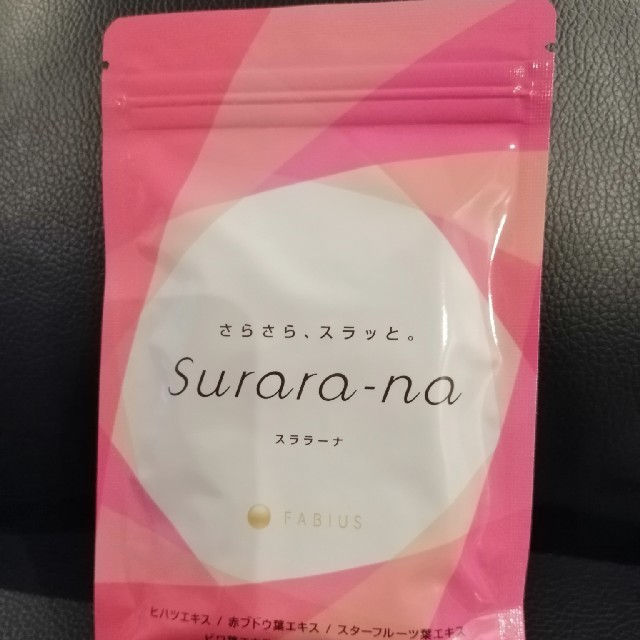 さらさら、スラッと。
Surara-na
スララーナ
FABIUS
ヒハツエキス / 赤ブドウ葉エキス / スターフルーツ葉エキス